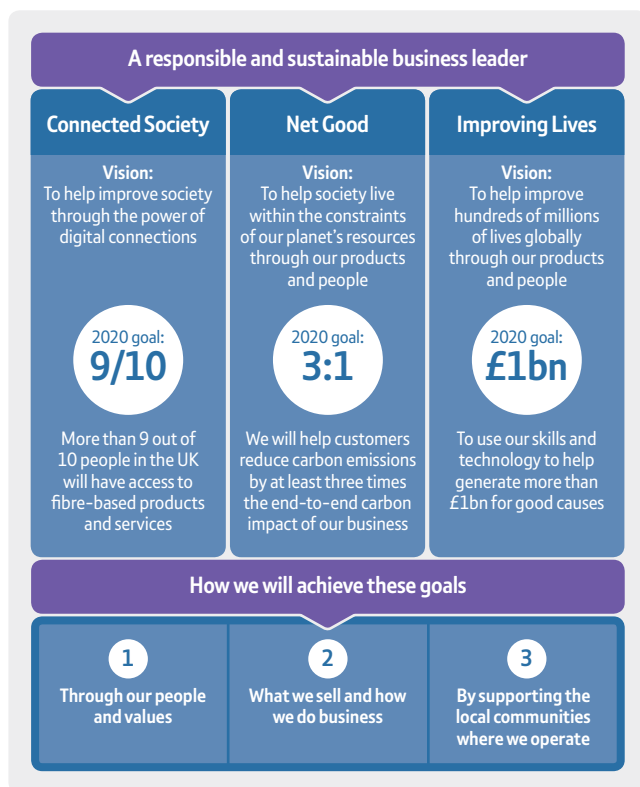 A responsible and sustainable business leader
Connected Society
Vision:
To help improve society
through the power of
digital connections
2020 goal:
9/10
More than 9 out of
10 people in the UK
will have access to
fibre-based products
and services
Net Good
Vision:
To help society live
within the constraints
of our planet's resources
through our products
and people
2020 goal:
3:1
We will help customers
reduce carbon emissions
by at least three times
the end-to-end carbon
impact of our business
Improving Lives
Vision:
To help improve
hundreds of millions
of lives globally
through our products
and people
2020 goal:
£1bn
To use our skills and
technology to help
generate more than
£1bn for good causes
How we will achieve these goals
1
Through our people
and values
2
What we sell and how
we do business
3
By supporting the
local communities
where we operate